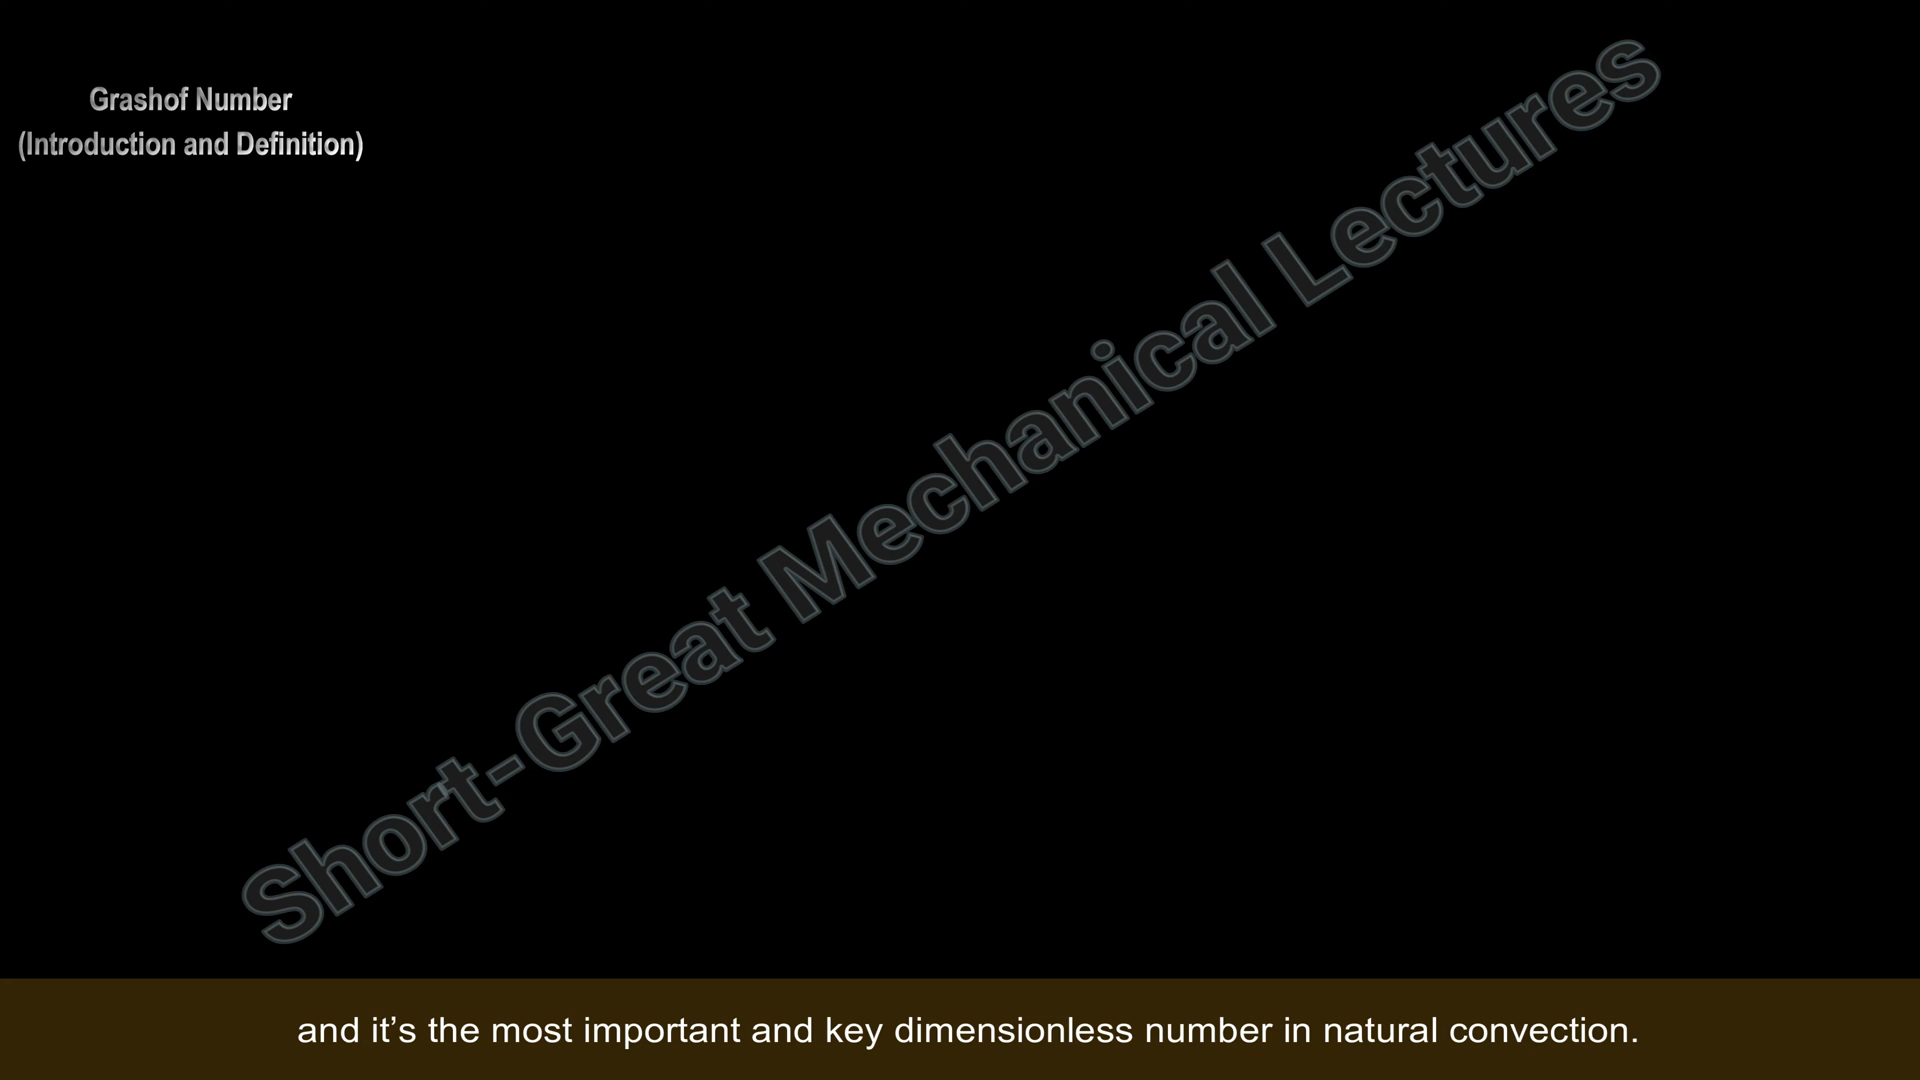 Grashof Number
(Introduction and Definition)
Short-Great Mechanical Lectures
and it’s the most important and key dimensionless number in natural convection.